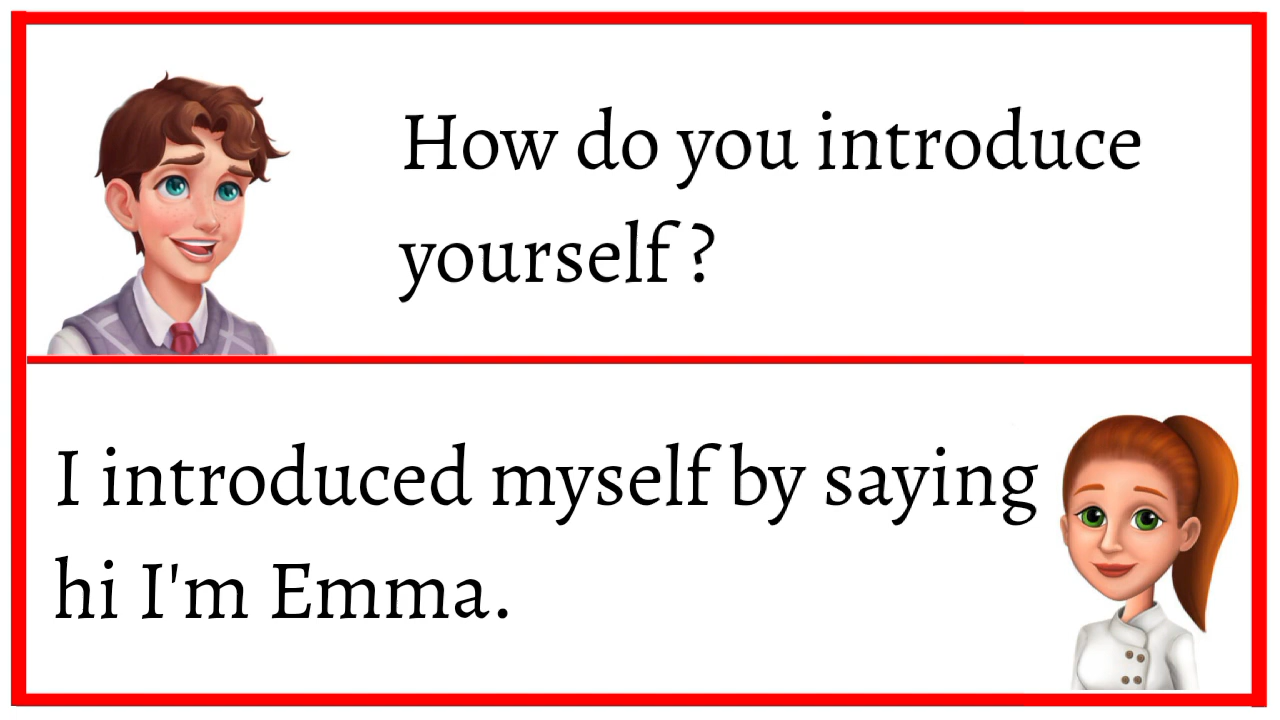 How do you introduce
yourself ?
I introduced myself by saying
hi I'm Emma.